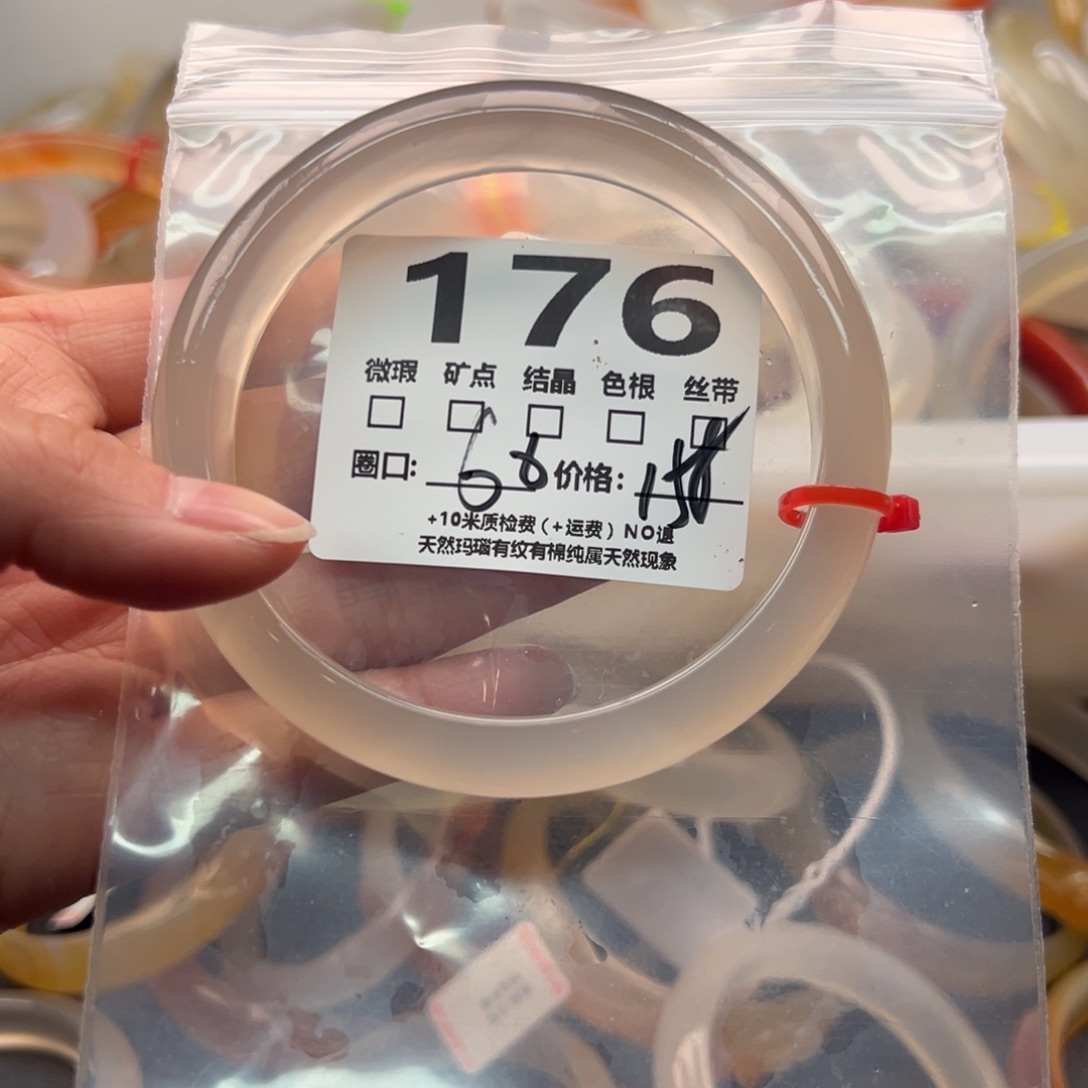 176
微瑕 矿点 结晶 色根 丝带
圈口: 价格: 158
+10米质检费（+运费）NO退
天然玛瑙有纹有棉纯属天然现象